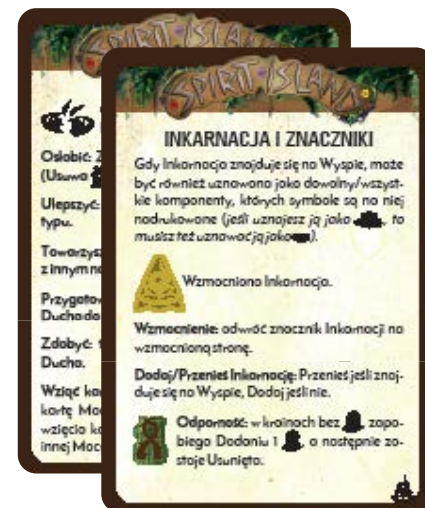 SPIRIT ISLAND
Osłabić:
(Usuwa
Ulepszyć:
typu.
Towarzys
z innym
Przygotow
Ducha do
Zdobyć:
Ducha.
Wziąć
kartę Moc
wzięcia
innej Moc
SPIRIT ISLAND
INKARNACJA I ZNACZNIKI
Gdy Inkarnacja znajduje się na Wyspie, może
być również uznawana jako dowolny/wszyst-
kie komponenty, których symbole są na niej
nadrukowane (jeśli uznajesz ją jako , to
musisz też uznawać ją jako ).
Wzmocniona Inkarnacja.
Wzmocnienie: odwróć znacznik Inkarnacji na
wzmocnioną stronę.
Dodaj/Przenieś Inkarnację: Przenieś jeśli znaj-
duje się na Wyspie, Dodaj jeśli nie.
Odporność: w krainach bez , zapo-
biega Dodaniu 1 , a następnie zo-
staje Usunięta.